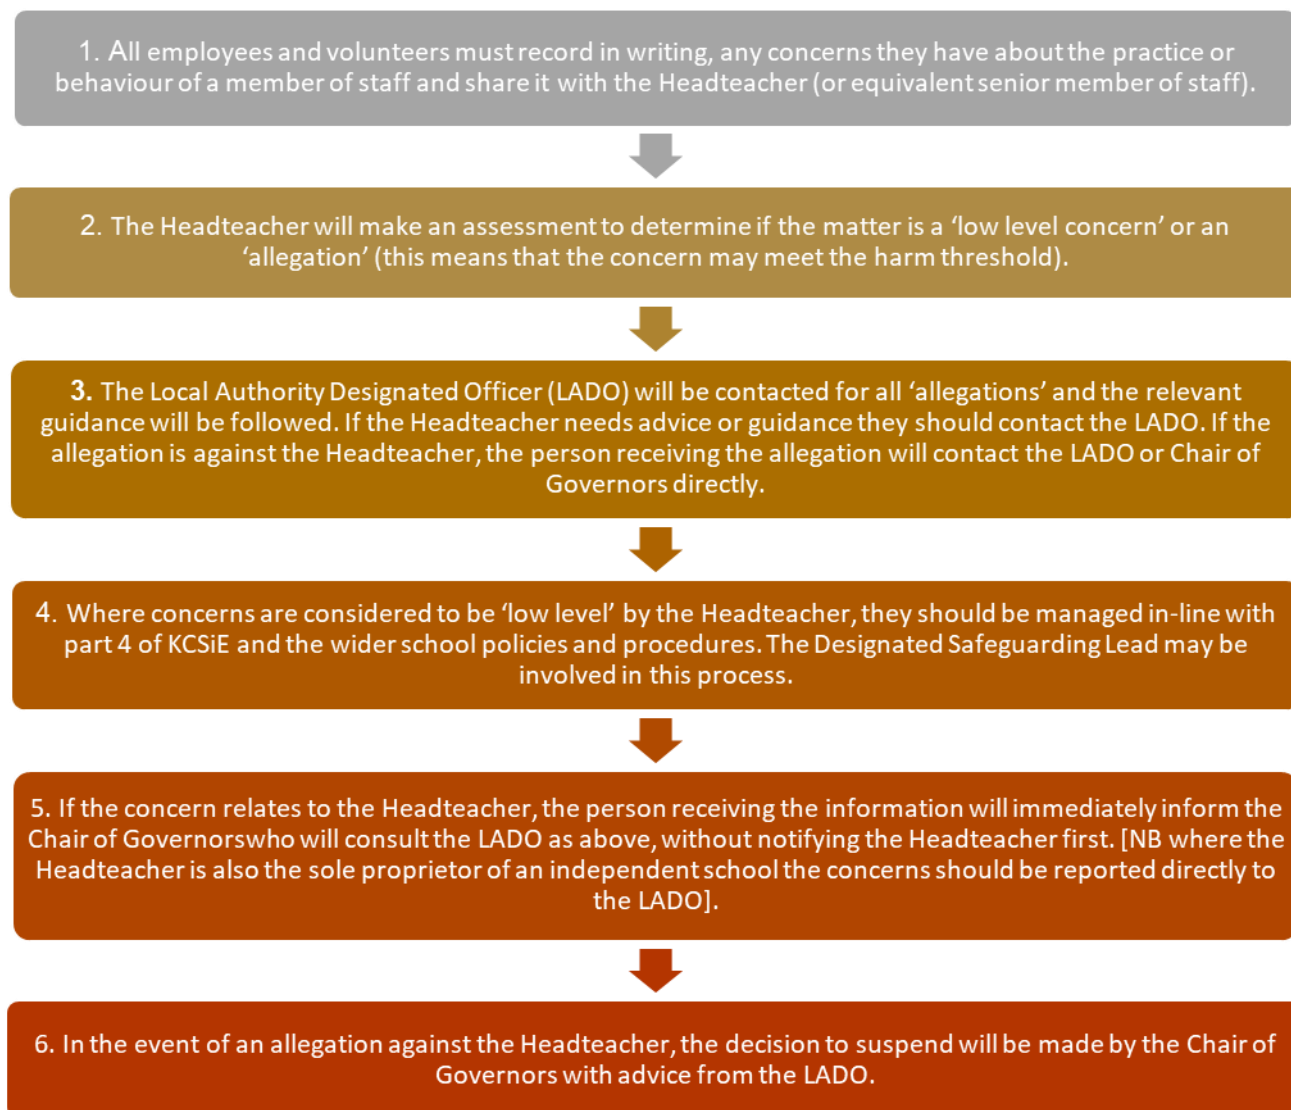 1. All employees and volunteers must record in writing, any concerns they have about the practice or
behaviour of a member of staff and share it with the Headteacher (or equivalent senior member of staff).
2. The Headteacher will make an assessment to determine if the matter is a ‘low level concern’ or an
‘allegation’ (this means that the concern may meet the harm threshold).
3. The Local Authority Designated Officer (LADO) will be contacted for all ‘allegations’ and the relevant
guidance will be followed. If the Headteacher needs advice or guidance they should contact the LADO. If the
allegation is against the Headteacher, the person receiving the allegation will contact the LADO or Chair of
Governors directly.
4. Where concerns are considered to be ‘low level’ by the Headteacher, they should be managed in-line with
part 4 of KCSiE and the wider school policies and procedures. The Designated Safeguarding Lead may be
involved in this process.
5. If the concern relates to the Headteacher, the person receiving the information will immediately inform the
Chair of Governorswho will consult the LADO as above, without notifying the Headteacher first. [NB where the
Headteacher is also the sole proprietor of an independent school the concerns should be reported directly to
the LADO].
6. In the event of an allegation against the Headteacher, the decision to suspend will be made by the Chair of
Governors with advice from the LADO.